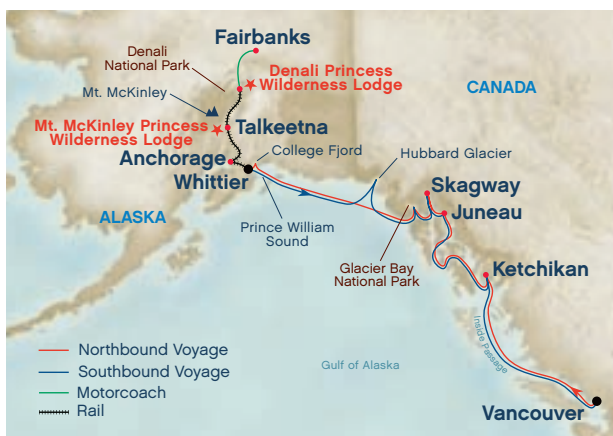 Fairbanks
Denali
National Park
Denali Princess
Wilderness Lodge
CANADA
Mt. McKinley
Mt. McKinley Princess
Wilderness Lodge
Talkeetna
College Fjord
Hubbard Glacier
Anchorage
Whittier
Skagway
ALASKA
Prince William
Sound
Juneau
Glacier Bay
National Park
Ketchikan
Inside Passage
Northbound Voyage
Southbound Voyage
Motorcoach
Rail
Gulf of Alaska
Vancouver